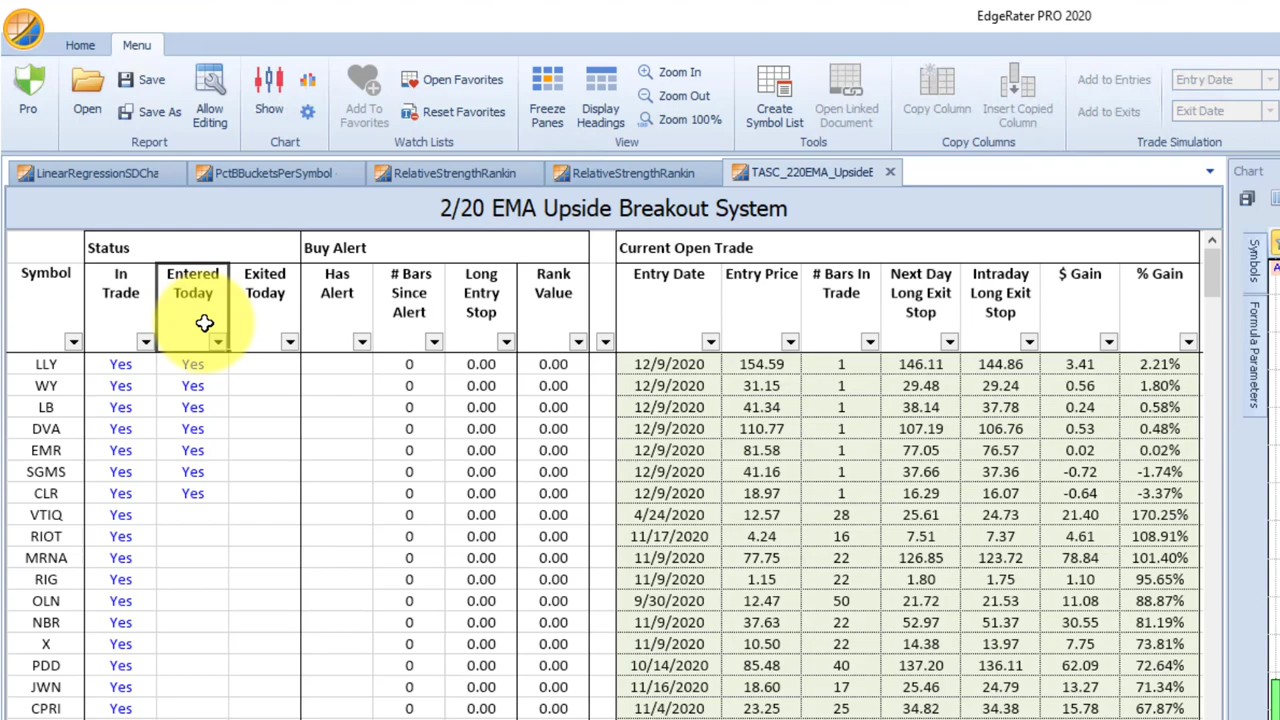 EdgeRater PRO 2020
Home Menu
Pro Open Save Save As Allow Editing Show Add To Favorites Open Favorites Reset Favorites Freeze Panes Display Headings Zoom In Zoom Out Zoom 100% Create Symbol List Open Linked Document Copy Column Insert Copied Column Add to Entries Add to Exits Entry Date Exit Date
Report Chart Watch Lists View Tools Copy Columns Trade Simulation
LinearRegressionSDCha PctBBucketsPerSymbol RelativeStrengthRankin RelativeStrengthRankin TASC_220EMA_UpsideB Chart
2/20 EMA Upside Breakout System
Status Buy Alert Current Open Trade
Symbol In Trade Entered Today Exited Today Has Alert # Bars Since Alert Long Entry Stop Rank Value Entry Date Entry Price # Bars In Trade Next Day Long Exit Stop Intraday Long Exit Stop $ Gain % Gain
LLY Yes Yes 0 0.00 0.00 12/9/2020 154.59 1 146.11 144.86 3.41 2.21%
WY Yes Yes 0 0.00 0.00 12/9/2020 31.15 1 29.48 29.24 0.56 1.80%
LB Yes Yes 0 0.00 0.00 12/9/2020 41.34 1 38.14 37.78 0.24 0.58%
DVA Yes Yes 0 0.00 0.00 12/9/2020 110.77 1 107.19 106.76 0.53 0.48%
EMR Yes Yes 0 0.00 0.00 12/9/2020 81.58 1 77.05 76.57 0.02 0.02%
SGMS Yes Yes 0 0.00 0.00 12/9/2020 41.16 1 37.66 37.36 -0.72 -1.74%
CLR Yes Yes 0 0.00 0.00 12/9/2020 18.97 1 16.29 16.07 -0.64 -3.37%
VTIQ Yes 0 0.00 0.00 4/24/2020 12.57 28 25.61 24.73 21.40 170.25%
RIOT Yes 0 0.00 0.00 11/17/2020 4.24 16 7.51 7.37 4.61 108.91%
MRNA Yes 0 0.00 0.00 11/9/2020 77.75 22 126.85 123.72 78.84 101.40%
RIG Yes 0 0.00 0.00 11/9/2020 1.15 22 1.80 1.75 1.10 95.65%
OLN Yes 0 0.00 0.00 9/30/2020 12.47 50 21.72 21.53 11.08 88.87%
NBR Yes 0 0.00 0.00 11/9/2020 37.63 22 52.97 51.37 30.55 81.19%
X Yes 0 0.00 0.00 11/9/2020 10.50 22 14.38 13.97 7.75 73.81%
PDD Yes 0 0.00 0.00 10/14/2020 85.48 40 137.20 136.11 62.09 72.64%
JWN Yes 0 0.00 0.00 11/16/2020 18.60 17 25.46 24.79 13.27 71.34%
CPRI Yes 0 0.00 0.00 11/4/2020 23.25 25 34.82 34.38 15.78 67.87%
Symbols
Formula Parameters